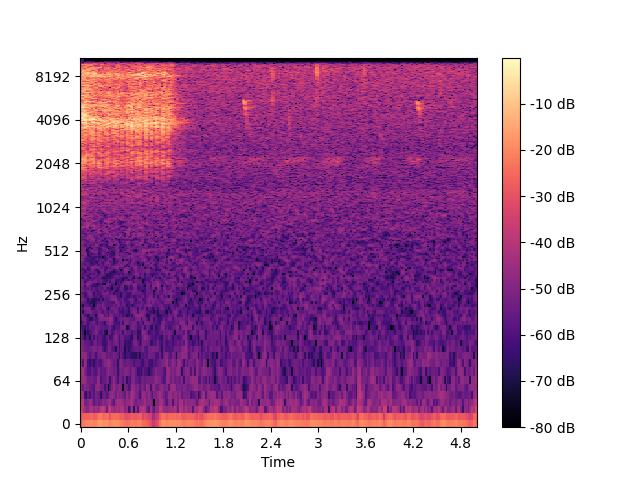 8192
4096
2048
1024
512
256
128
64
0
Hz
0 0.6 1.2 1.8 2.4 3 3.6 4.2 4.8
Time
-10 dB
-20 dB
-30 dB
-40 dB
-50 dB
-60 dB
-70 dB
-80 dB